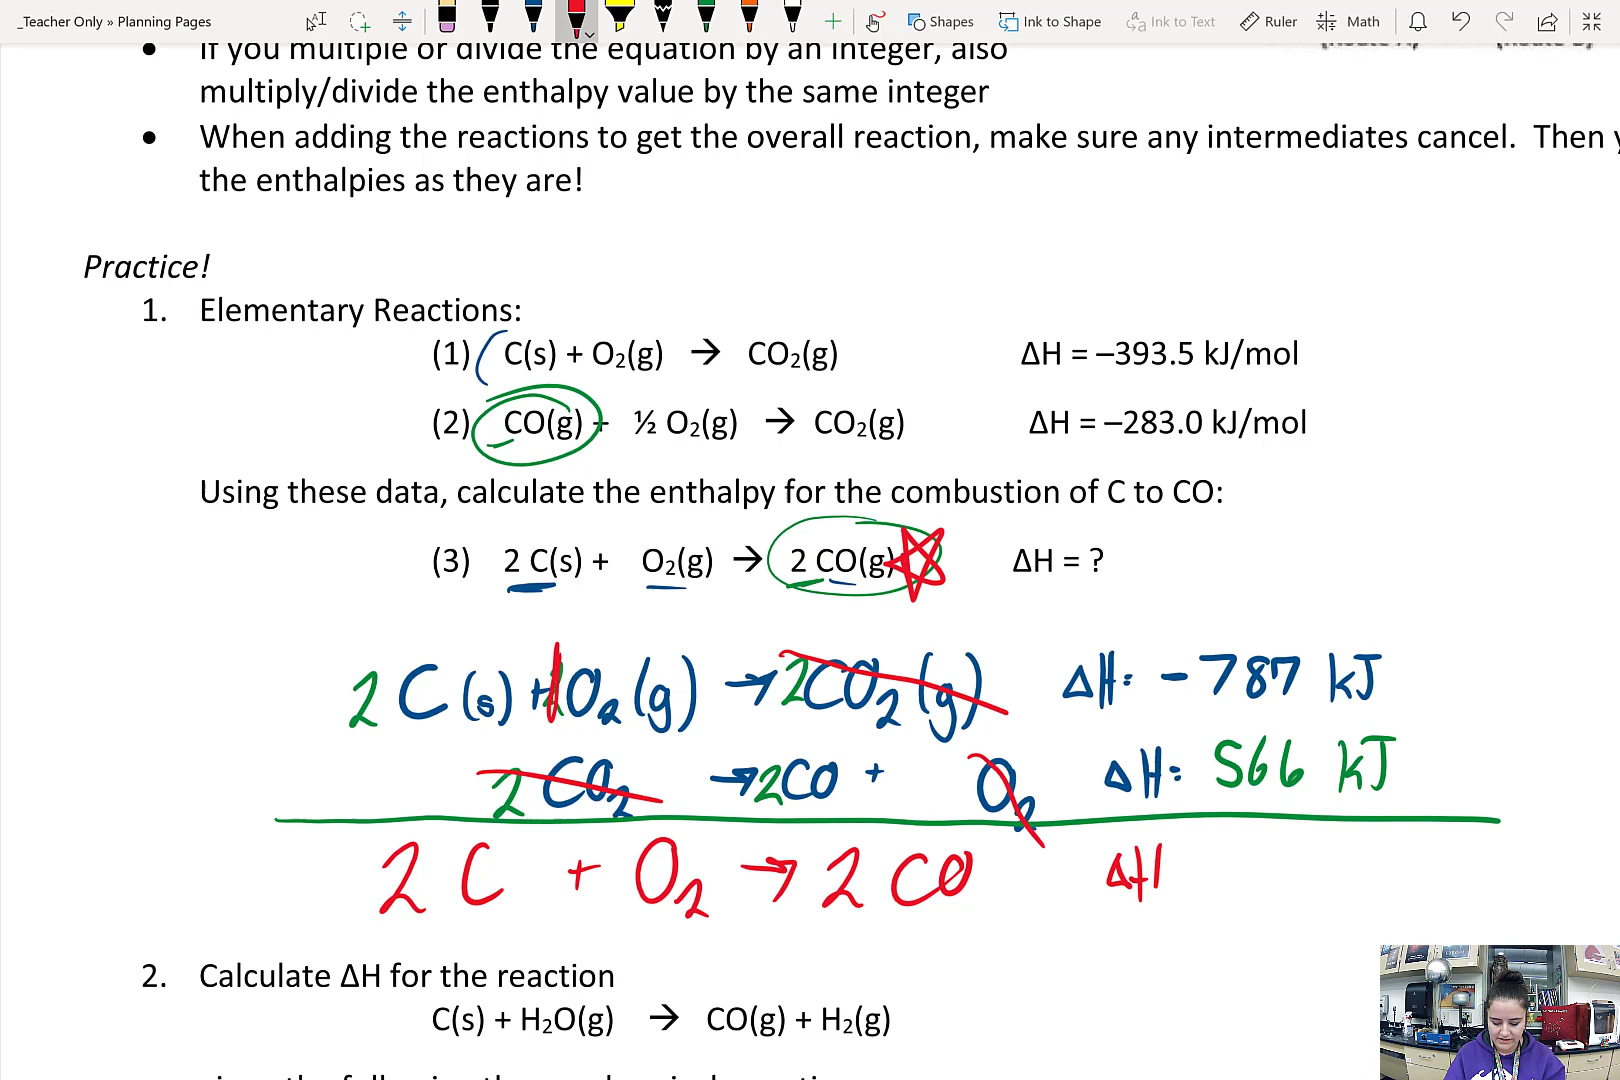 _Teacher Only » Planning Pages
Shapes Ink to Shape Ink to Text Ruler Math
• If you multiple or divide the equation by an integer, also
multiply/divide the enthalpy value by the same integer
• When adding the reactions to get the overall reaction, make sure any intermediates cancel. Then y
the enthalpies as they are!
Practice!
1. Elementary Reactions:
(1) C(s) + O₂(g) → CO₂(g) ΔH = –393.5 kJ/mol
(2) CO(g) + ½ O₂(g) → CO₂(g) ΔH = –283.0 kJ/mol
Using these data, calculate the enthalpy for the combustion of C to CO:
(3) 2 C(s) + O₂(g) → 2 CO(g) ΔH = ?
2 C (s) + O₂ (g) → 2CO₂ (g) ΔH: -787 kJ
2 CO₂ → 2CO + O₂ ΔH: 566 kJ
2 C + O₂ → 2 CO ΔH
2. Calculate ΔH for the reaction
C(s) + H₂O(g) → CO(g) + H₂(g)